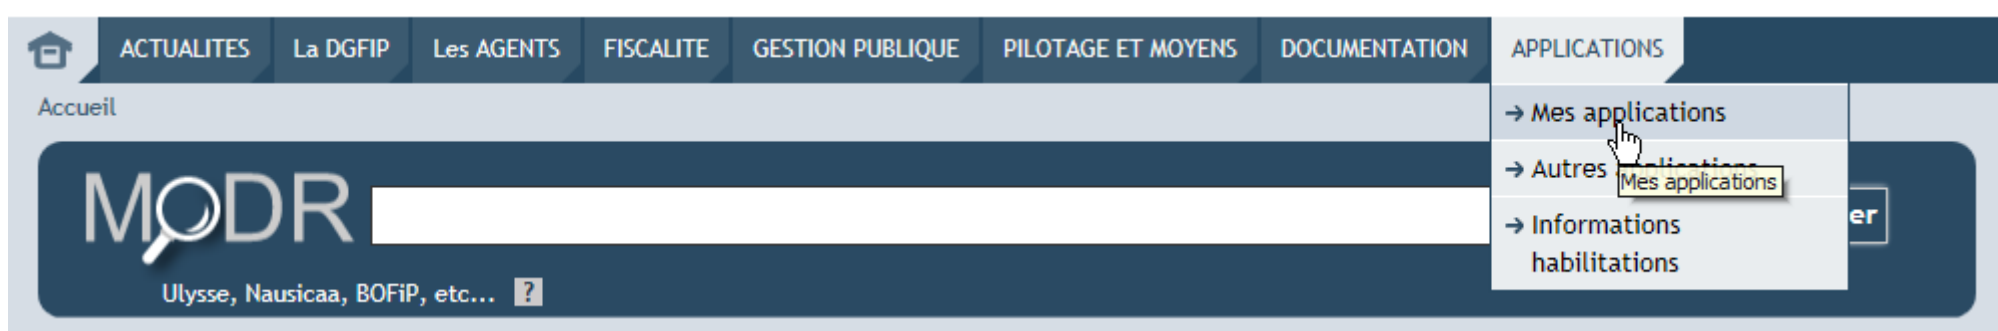 ACTUALITES La DGFIP Les AGENTS FISCALITE GESTION PUBLIQUE PILOTAGE ET MOYENS DOCUMENTATION APPLICATIONS
Accueil
Mes applications
Autres
Mes applications
MODR
er
Informations
habilitations
Ulysse, Nausicaa, BOFiP, etc... ?